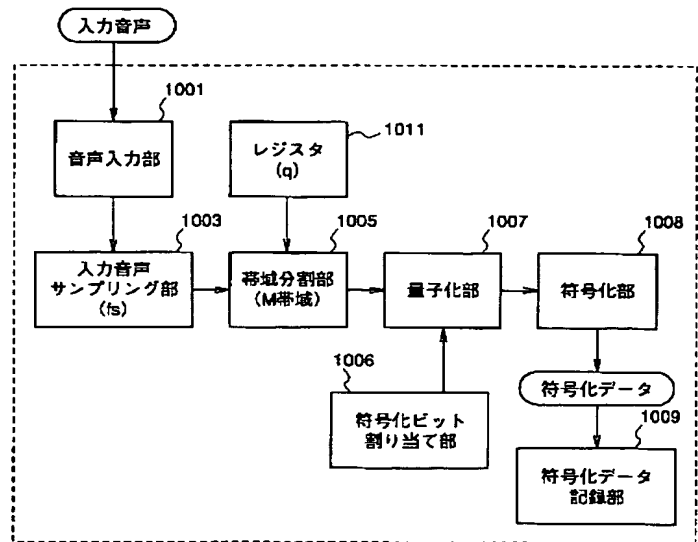 入力音声
1001
音声入力部
1011
レジスタ
(q)
1003
入力音声
サンプリング部
(fs)
1005
帯域分割部
(M帯域)
1007
量子化部
1008
符号化部
1006
符号化ビット
割り当て部
符号化データ
1009
符号化データ
記録部